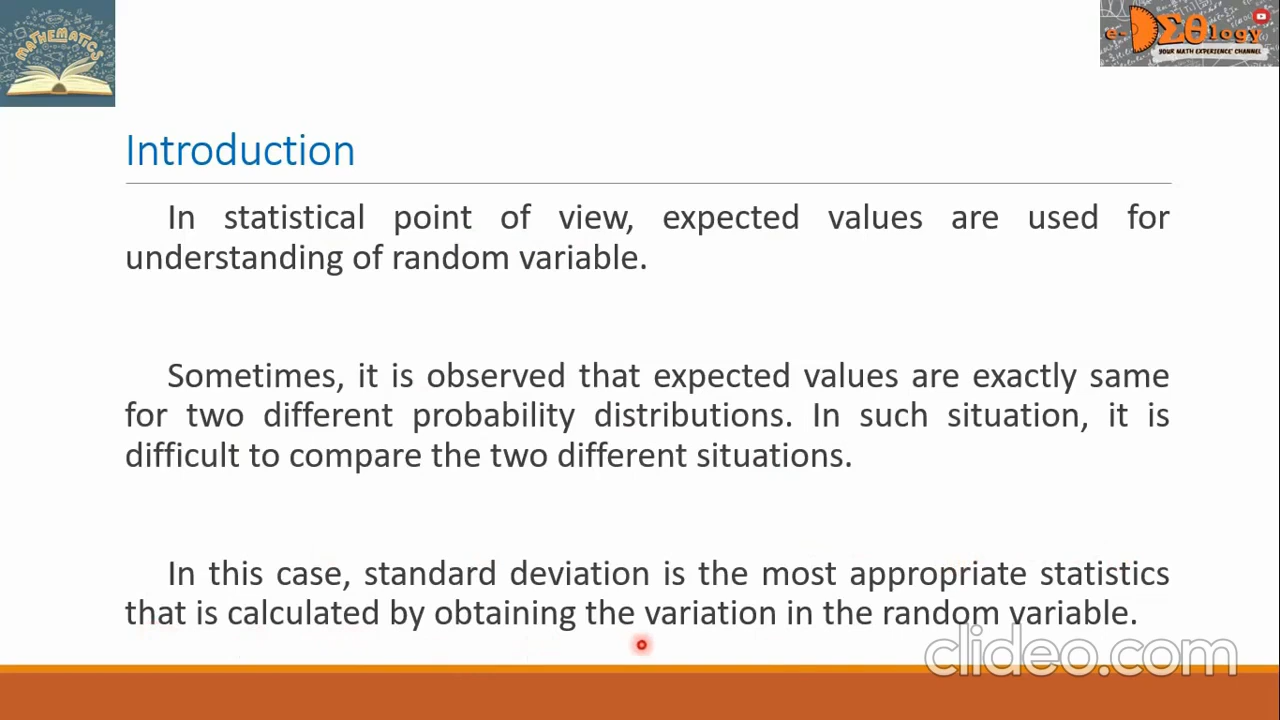 MATHEMATICS
e-DΣθlogy
YOUR MATH EXPERIENCE CHANNEL
Introduction
In statistical point of view, expected values are used for
understanding of random variable.
Sometimes, it is observed that expected values are exactly same
for two different probability distributions. In such situation, it is
difficult to compare the two different situations.
In this case, standard deviation is the most appropriate statistics
that is calculated by obtaining the variation in the random variable.
clideo.com